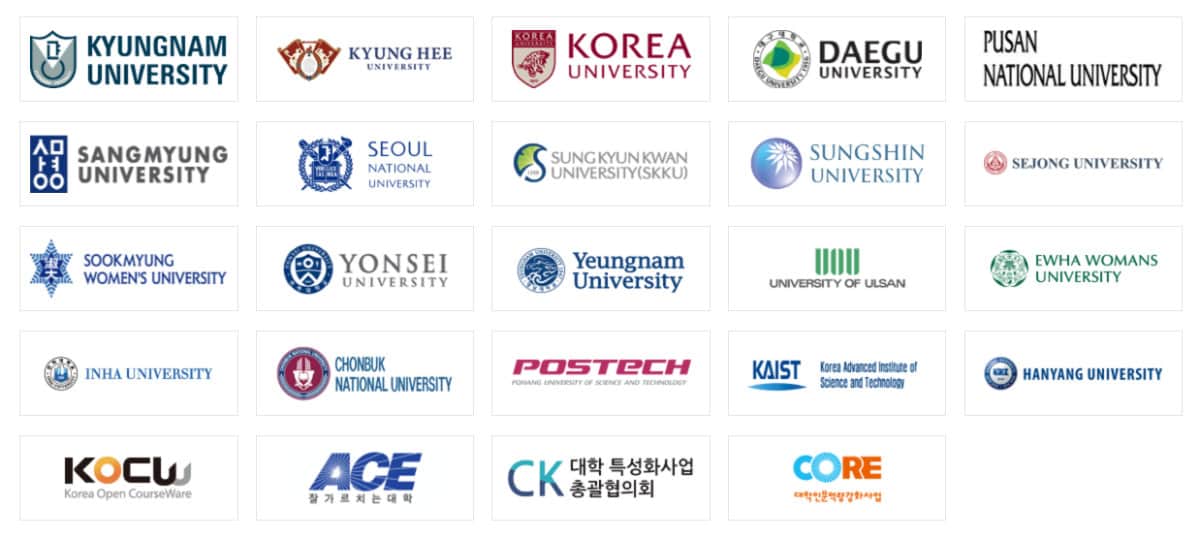 KYUNGNAM
UNIVERSITY
KYUNG HEE
UNIVERSITY
KOREA
UNIVERSITY
KOREA
UNIVERSITY
DAEGU
UNIVERSITY
PUSAN
NATIONAL UNIVERSITY
상명
SANGMYUNG
UNIVERSITY
SEOUL
NATIONAL
UNIVERSITY
SUNG KYUN KWAN
UNIVERSITY(SKKU)
SUNGSHIN
UNIVERSITY
SEJONG UNIVERSITY
SOOKMYUNG
WOMEN'S UNIVERSITY
YONSEI
UNIVERSITY
Yeungnam
University
UOU
UNIVERSITY OF ULSAN
EWHA WOMANS
UNIVERSITY
INHA UNIVERSITY
CHONBUK
NATIONAL UNIVERSITY
POSTECH
POHANG UNIVERSITY OF SCIENCE AND TECHNOLOGY
KAIST
Korea Advanced Institute of
Science and Technology
HANYANG UNIVERSITY
KOCW
Korea Open CourseWare
ACE
잘 가 르 치 는 대 학
CK 대학 특성화사업
총괄협의회
CORE
대학인문역량강화사업